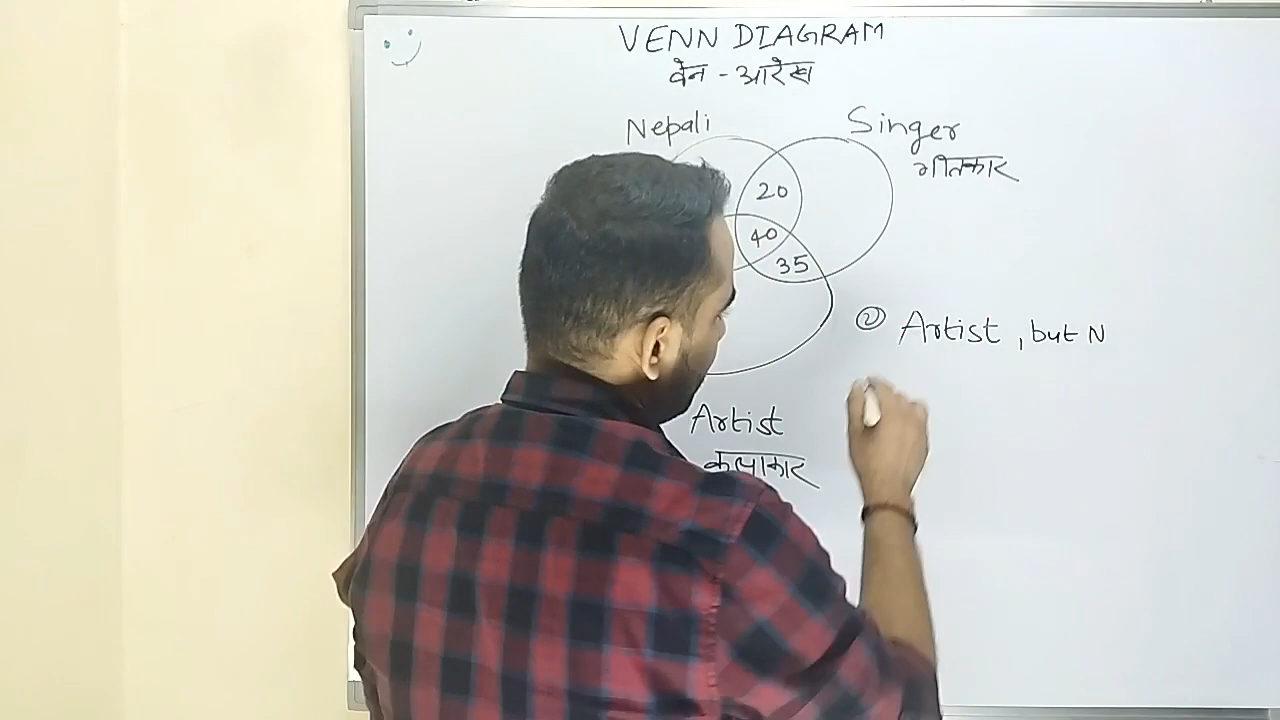 VENN DIAGRAM
वेन - आरेख
Nepali
Singer
गीतकार
20
40
35
② Artist , but N
Artist
कलाकार